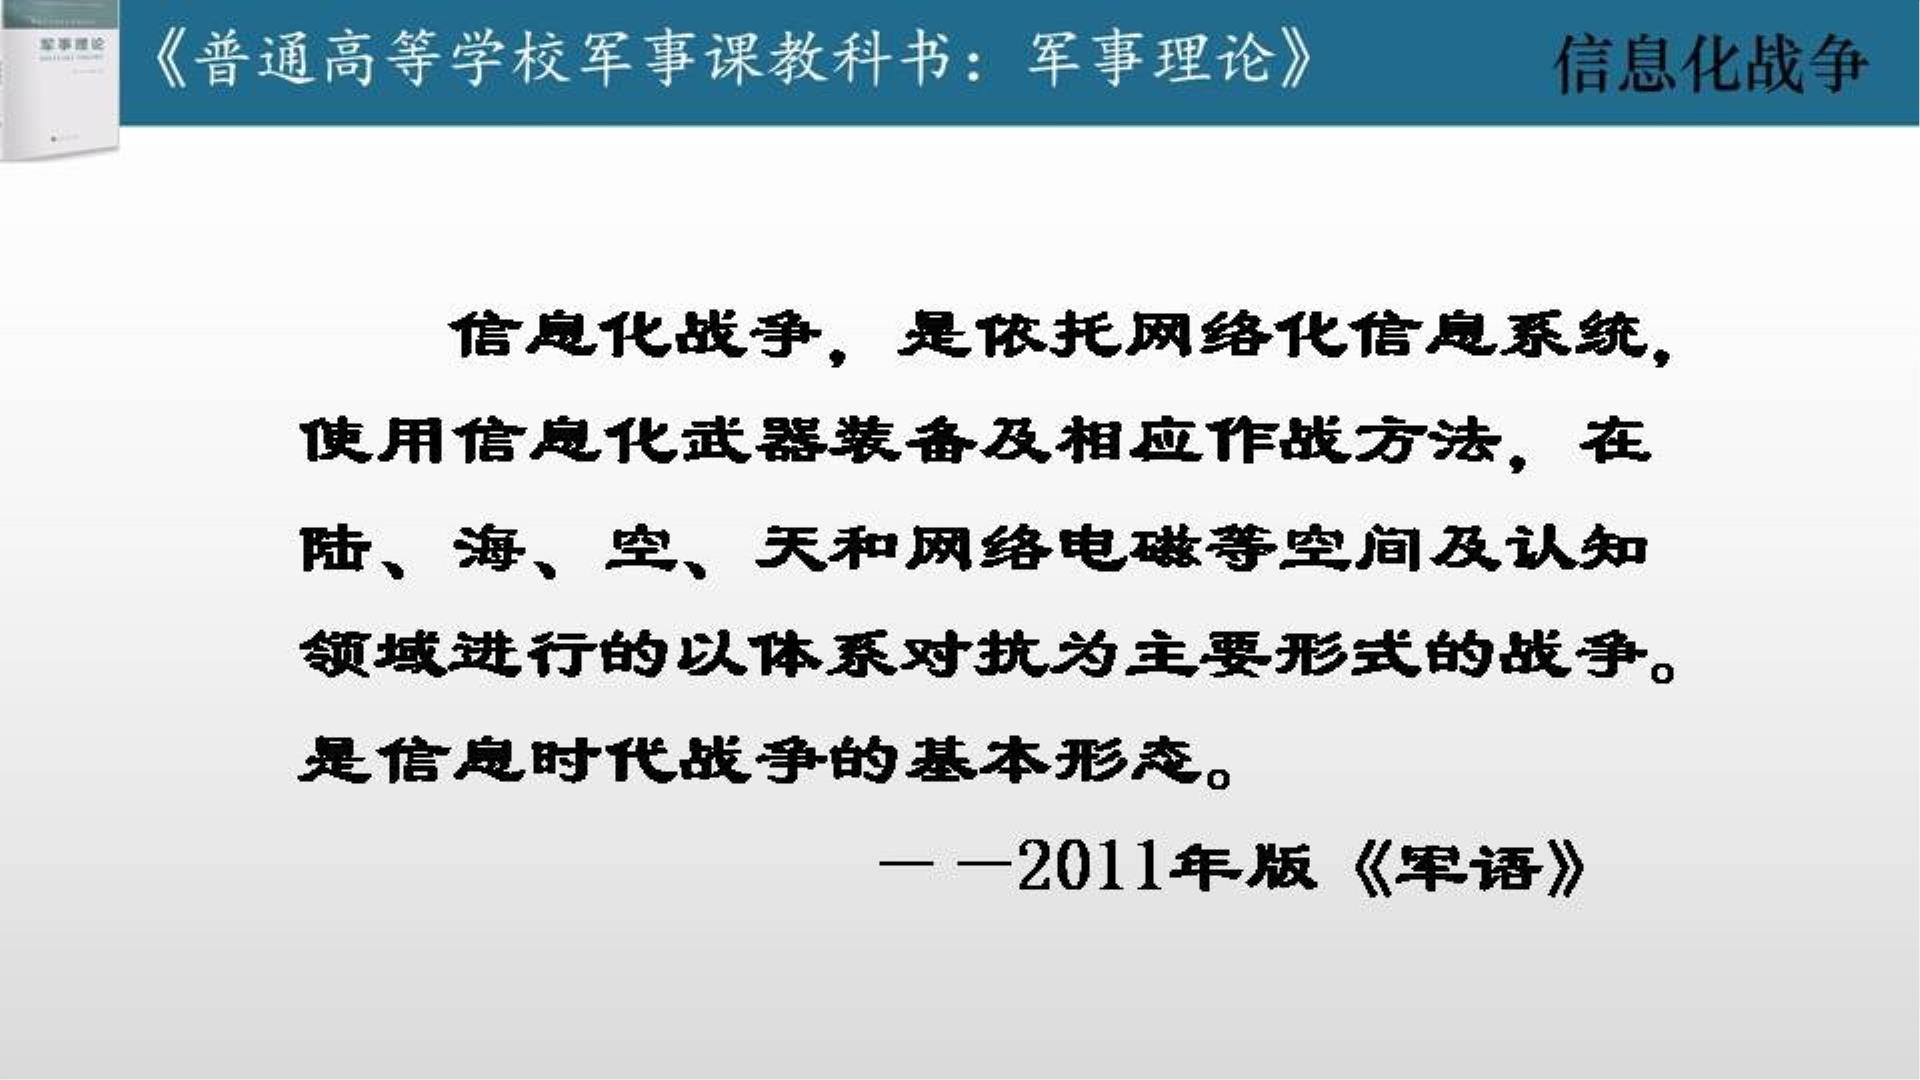 军事理论
《普通高等学校军事课教科书：军事理论》
信息化战争
信息化战争，是依托网络化信息系统，
使用信息化武器装备及相应作战方法，在
陆、海、空、天和网络电磁等空间及认知
领域进行的以体系对抗为主要形式的战争。
是信息时代战争的基本形态。
——2011年版《军语》